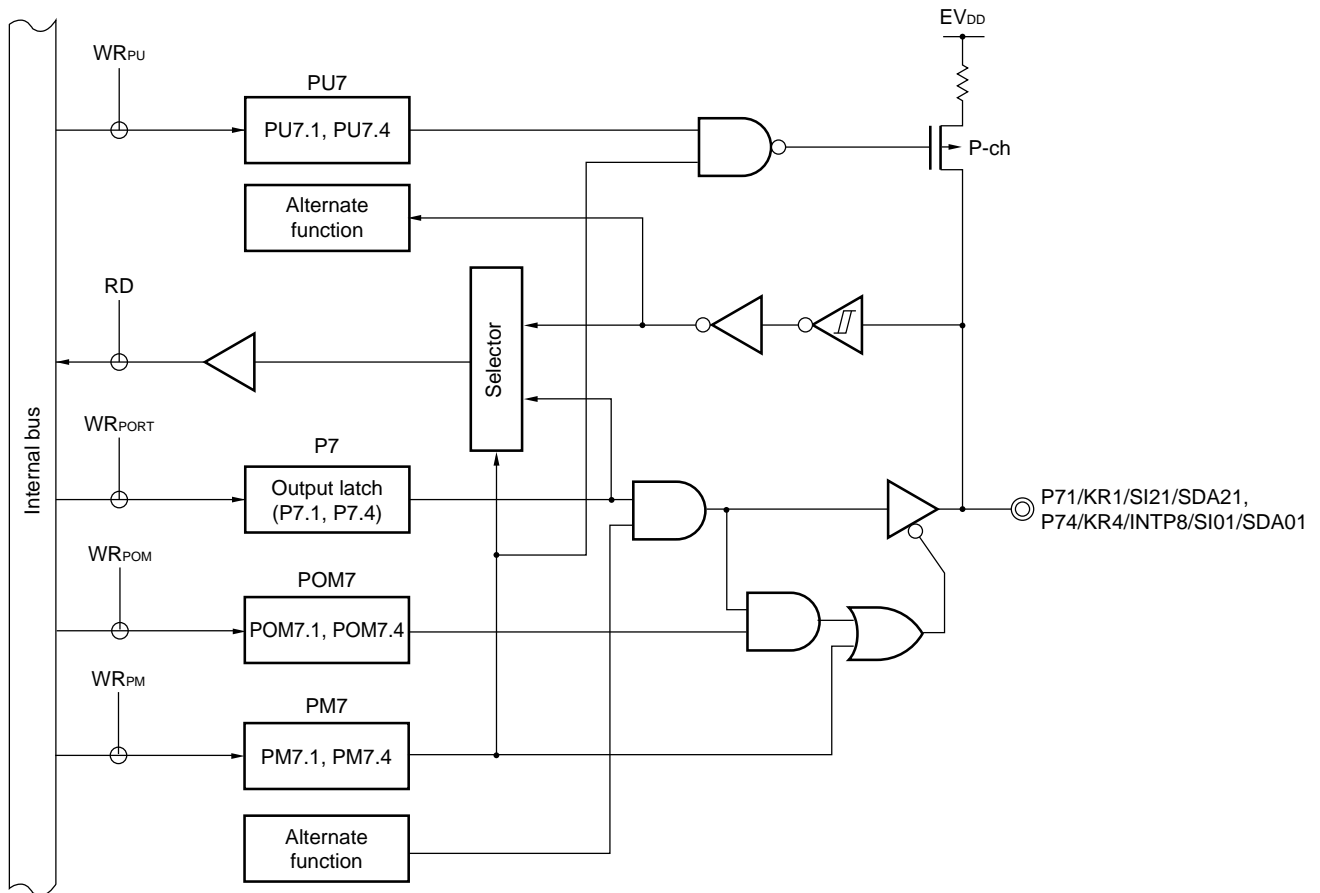 EVDD
WRPU
PU7
PU7.1, PU7.4
P-ch
Alternate
function
RD
Selector
Internal bus
WRPORT
P7
Output latch
(P7.1, P7.4)
P71/KR1/SI21/SDA21,
P74/KR4/INTP8/SI01/SDA01
WRPOM
POM7
POM7.1, POM7.4
WRPM
PM7
PM7.1, PM7.4
Alternate
function